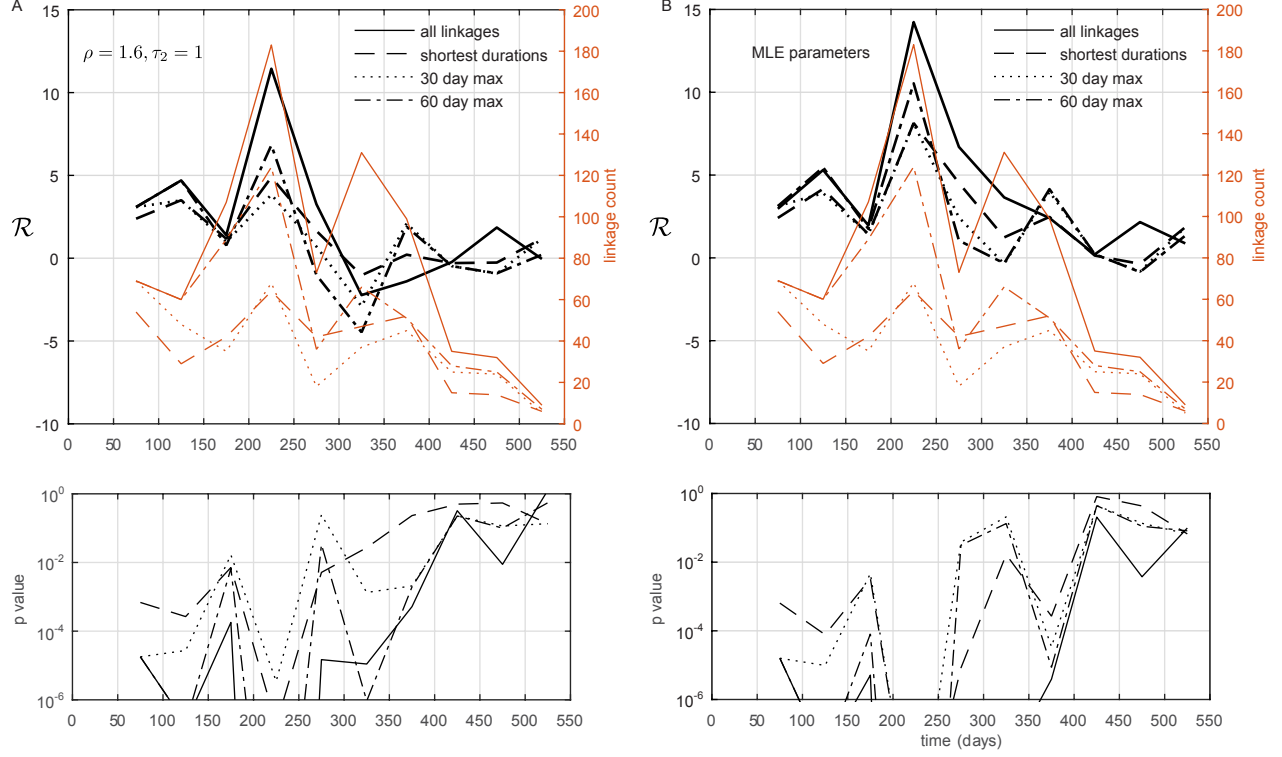 A
ρ = 1.6, τ₂ = 1
all linkages
shortest durations
30 day max
60 day max
15
10
5
0
-5
-10
ℛ
200
180
160
140
120
100
80
60
40
20
0
linkage count
0 50 100 150 200 250 300 350 400 450 500 550
B
MLE parameters
all linkages
shortest durations
30 day max
60 day max
15
10
5
0
-5
-10
ℛ
200
180
160
140
120
100
80
60
40
20
0
linkage count
0 50 100 150 200 250 300 350 400 450 500 550
10⁰
10⁻²
10⁻⁴
10⁻⁶
p value
0 50 100 150 200 250 300 350 400 450 500 550
10⁰
10⁻²
10⁻⁴
10⁻⁶
p value
0 50 100 150 200 250 300 350 400 450 500 550
time (days)